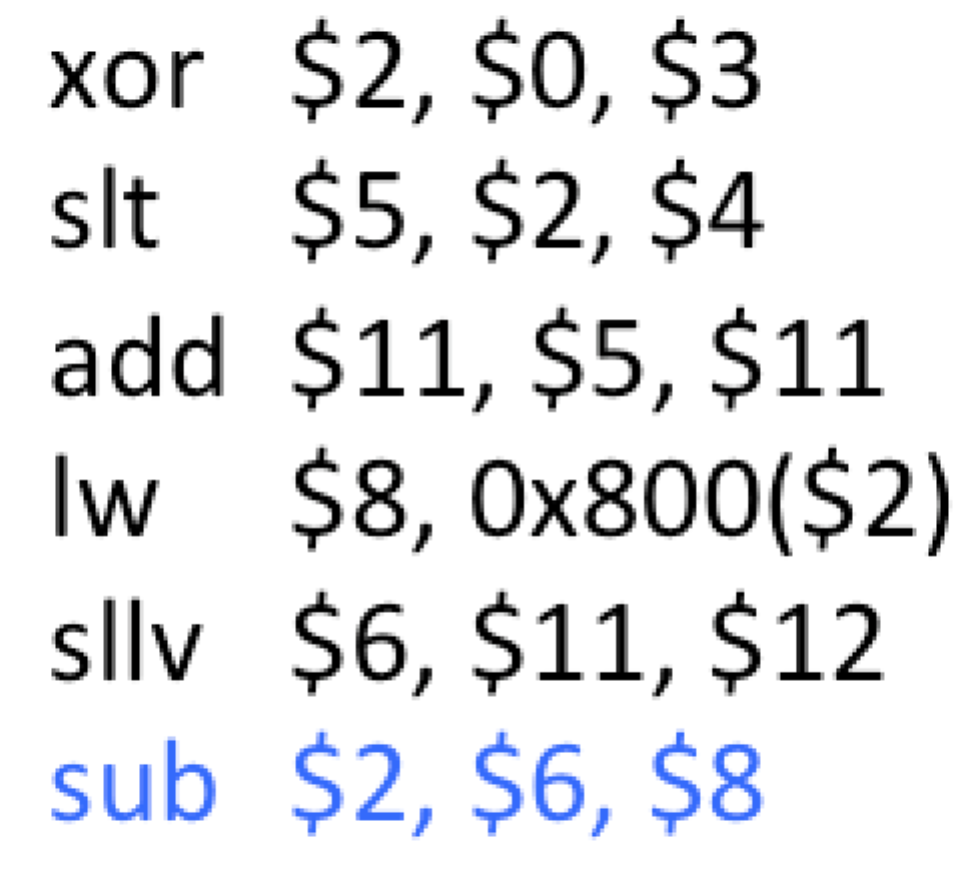 xor $2, $0, $3
slt $5, $2, $4
add $11, $5, $11
lw $8, 0x800($2)
sllv $6, $11, $12
sub $2, $6, $8